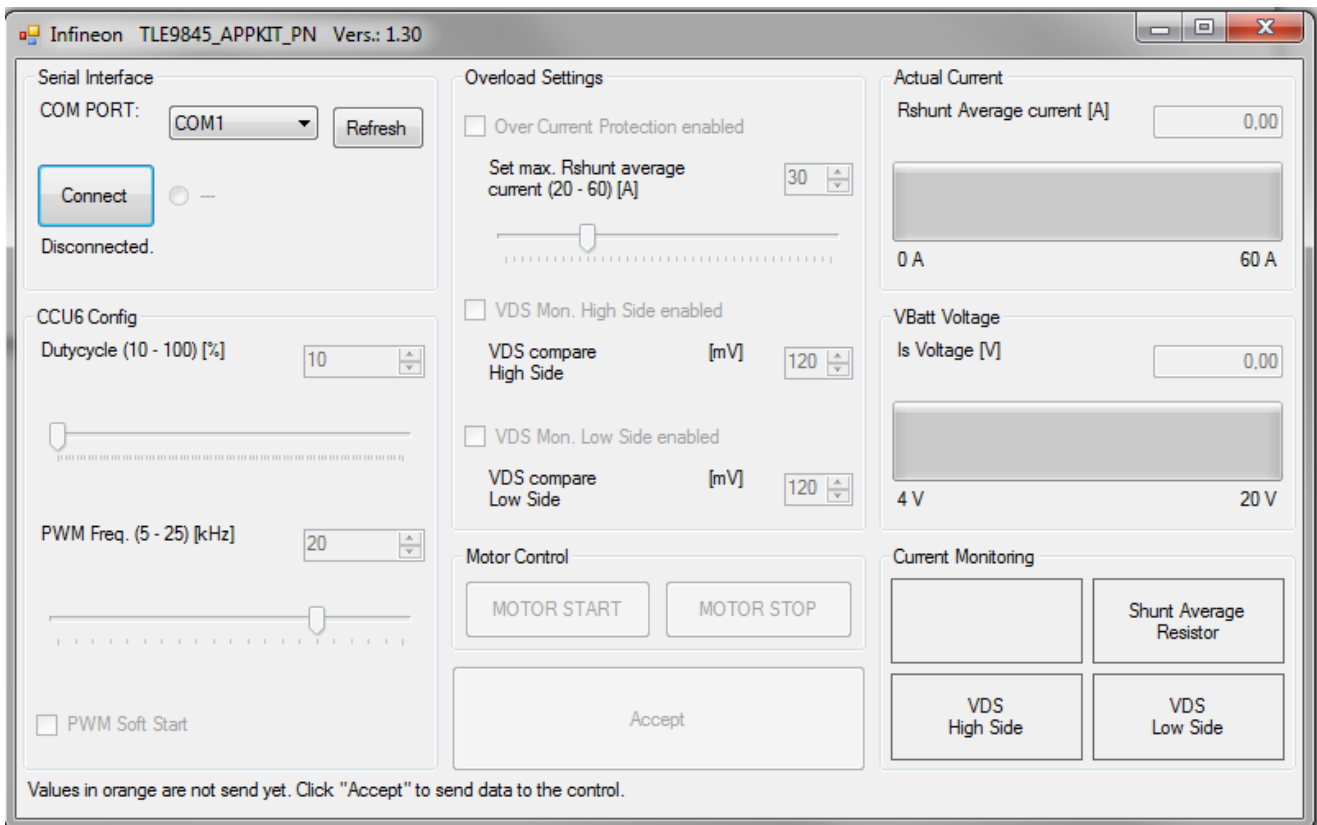 Infineon TLE9845_APPKIT_PN Vers.: 1.30
Serial Interface
COM PORT:
COM1
Refresh
Connect
---
Disconnected.
CCU6 Config
Dutycycle (10 - 100) [%]
10
PWM Freq. (5 - 25) [kHz]
20
PWM Soft Start
Overload Settings
Over Current Protection enabled
Set max. Rshunt average
current (20 - 60) [A]
30
VDS Mon. High Side enabled
VDS compare [mV]
High Side
120
VDS Mon. Low Side enabled
VDS compare [mV]
Low Side
120
Motor Control
MOTOR START
MOTOR STOP
Accept
Actual Current
Rshunt Average current [A]
0,00
0 A
60 A
VBatt Voltage
Is Voltage [V]
0,00
4 V
20 V
Current Monitoring
Shunt Average
Resistor
VDS
High Side
VDS
Low Side
Values in orange are not send yet. Click "Accept" to send data to the control.